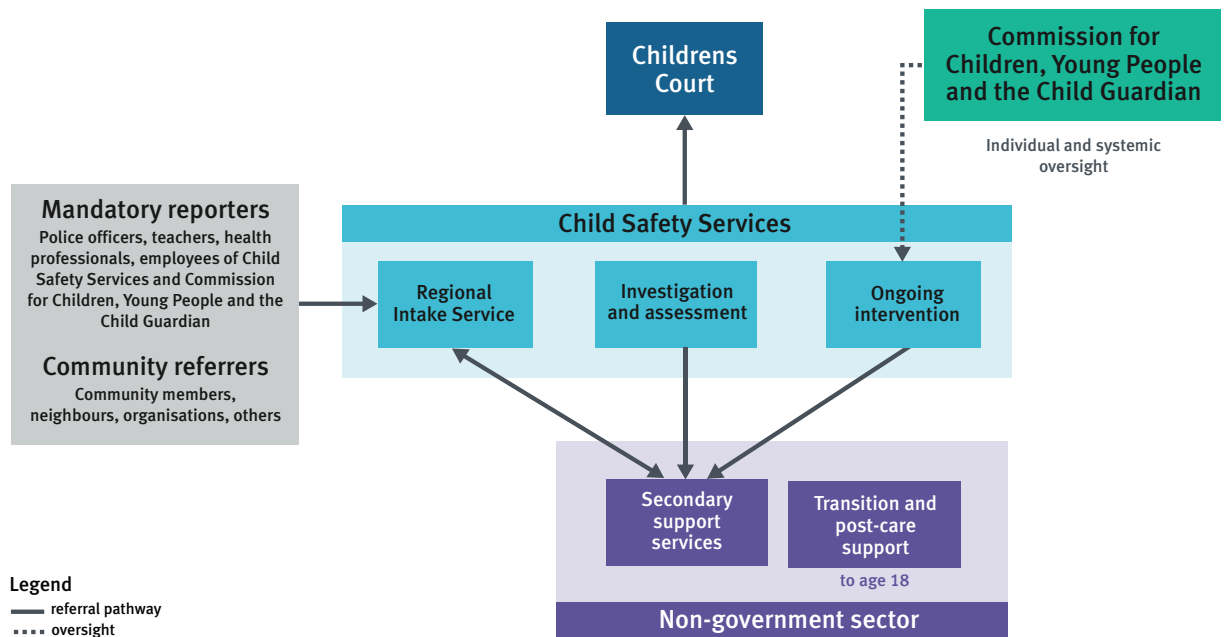 Childrens
Court
Commission for
Children, Young People
and the Child Guardian
Individual and systemic
oversight
Mandatory reporters
Police officers, teachers, health
professionals, employees of Child
Safety Services and Commission
for Children, Young People and the
Child Guardian
Community referrers
Community members,
neighbours, organisations, others
Child Safety Services
Regional
Intake Service
Investigation
and assessment
Ongoing
intervention
Secondary
support
services
Transition and
post-care
support
to age 18
Non-government sector
Legend
referral pathway
oversight